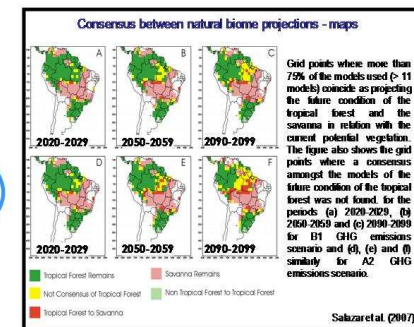 Consensus between natural biome projections - maps
A
B
C
2020-2029
2050-2059
2090-2099
D
E
F
2020-2029
2050-2059
2090-2099
Tropical Forest Remains
Savanna Remains
Not Consensus of Tropical Forest
Non Tropical Forest to Tropical Forest
Tropical Forest to Savanna
Grid points where more than
75% of the models used (> 11
models) coincide as projecting
the future condition of the
tropical forest and the
savanna in relation with the
current potential vegetation.
The figure also shows the grid
points where a consensus
amongst the models of the
future condition of the tropical
forest was not found. for the
periods (a) 2020-2029, (b)
2050-2059 and (c) 2090-2099
for B1 GHG emissions
scenario and (d), (e) and (f)
similarly for A2 GHG
emissions scenario.
Salazar et al. (2007)